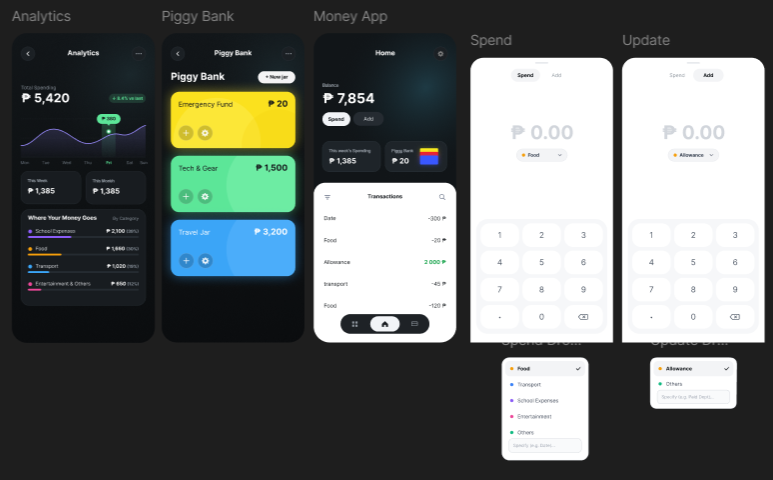 Analytics
Analytics
Total Spending
₱ 5,420
₱ 360
Mon Tue Wed Thu Fri Sat Sun
This Week
₱ 1,385
This Month
₱ 1,385
Where Your Money Goes
By Category
School Expenses ₱ 2,100
Food ₱ 1,650
Transport ₱ 1,020
Entertainment & Others ₱ 650
Piggy Bank
Piggy Bank
Piggy Bank
+ New jar
Emergency Fund ₱ 20
Tech & Gear ₱ 1,500
Travel Jar ₱ 3,200
Money App
Home
Balance
₱ 7,854
Spend Add
This week's Spending
₱ 1,385
Piggy Bank
₱ 20
Transactions
Date -300 ₱
Food -20 ₱
Allowance 2 000 ₱
transport -45 ₱
Food -120 ₱
Spend
Spend Add
₱ 0.00
Food
1 2 3
4 5 6
7 8 9
. 0
Food
Transport
School Expenses
Entertainment
Others
Update
Spend Add
₱ 0.00
Allowance
1 2 3
4 5 6
7 8 9
. 0
Allowance
Others